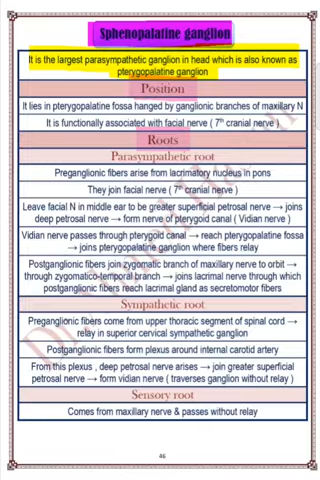 Sphenopalatine ganglion
It is the largest parasympathetic ganglion in head which is also known as
pterygopalatine ganglion
Position
It lies in pterygopalatine fossa hanged by ganglionic branches of maxillary N
It is functionally associated with facial nerve ( 7th cranial nerve )
Roots
Parasympathetic root
Preganglionic fibers arise from lacrimatory nucleus in pons
They join facial nerve ( 7th cranial nerve )
Leave facial N in middle ear to be greater superficial petrosal nerve → joins
deep petrosal nerve → form nerve of pterygoid canal ( Vidian nerve )
Vidian nerve passes through pterygoid canal → reach pterygopalatine fossa
→ joins pterygopalatine ganglion where fibers relay
Postganglionic fibers join zygomatic branch of maxillary nerve to orbit →
through zygomatico-temporal branch → joins lacrimal nerve through which
postganglionic fibers reach lacrimal gland as secretomotor fibers
Sympathetic root
Preganglionic fibers come from upper thoracic segment of spinal cord →
relay in superior cervical sympathetic ganglion
Postganglionic fibers form plexus around internal carotid artery
From this plexus , deep petrosal nerve arises → join greater superficial
petrosal nerve → form vidian nerve ( traverses ganglion without relay )
Sensory root
Comes from maxillary nerve & passes without relay
46